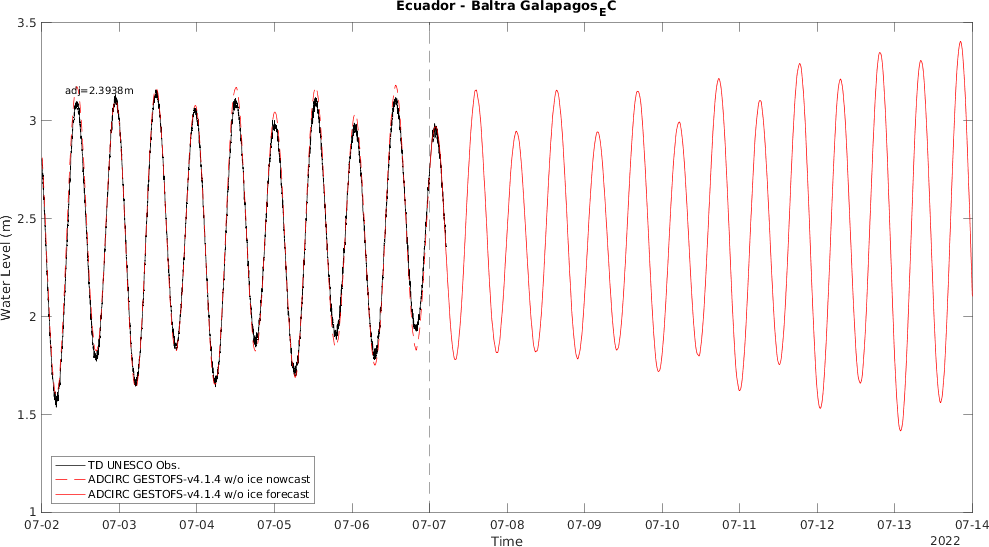 Ecuador - Baltra Galapagos_EC
3.5
adj=2.3938m
3
2.5
Water Level (m)
2
1.5
TD UNESCO Obs.
ADCIRC GESTOFS-v4.1.4 w/o ice nowcast
ADCIRC GESTOFS-v4.1.4 w/o ice forecast
1
07-02 07-03 07-04 07-05 07-06 07-07 07-08 07-09 07-10 07-11 07-12 07-13 07-14
Time
2022